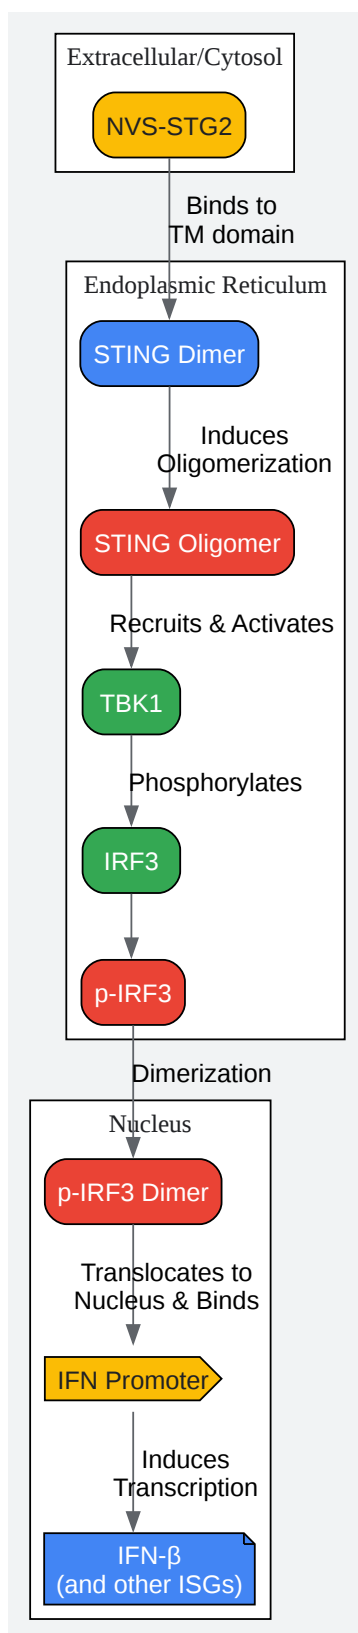 Extracellular/Cytosol
NVS-STG2
Binds to
TM domain
Endoplasmic Reticulum
STING Dimer
Induces
Oligomerization
STING Oligomer
Recruits & Activates
TBK1
Phosphorylates
IRF3
p-IRF3
Dimerization
Nucleus
p-IRF3 Dimer
Translocates to
Nucleus & Binds
IFN Promoter
Induces
Transcription
IFN-β
(and other ISGs)